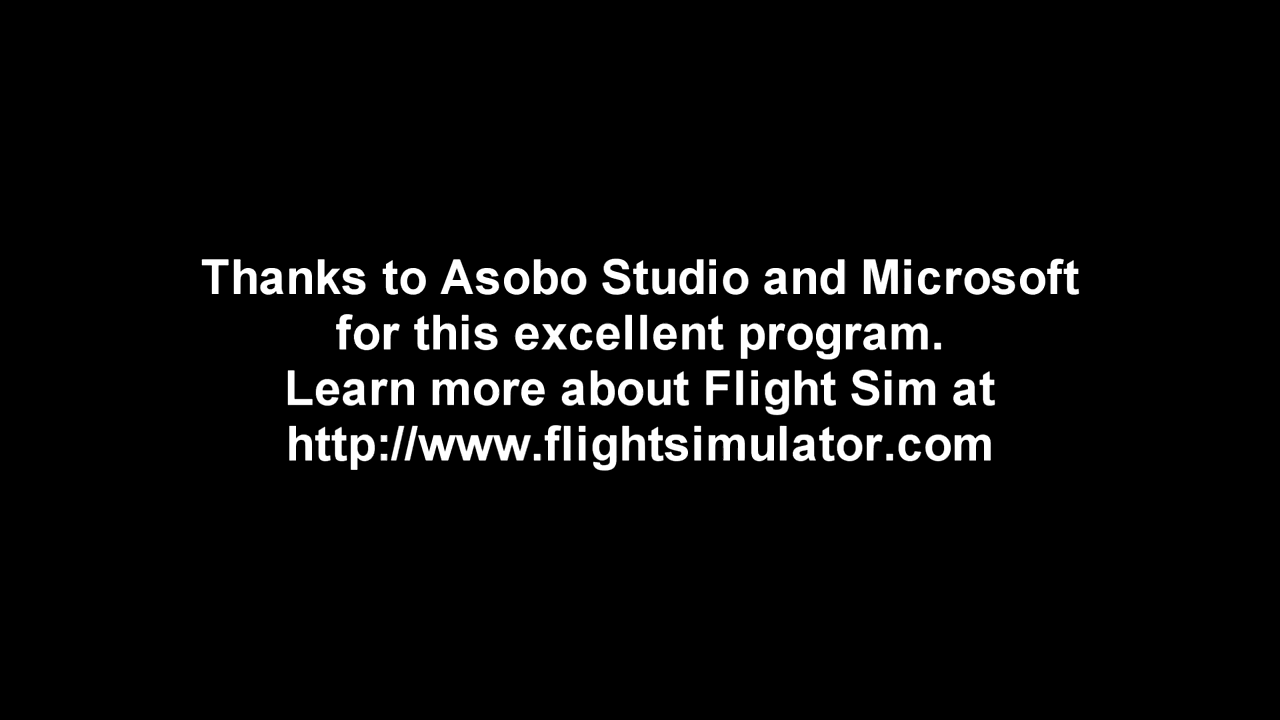 Thanks to Asobo Studio and Microsoft
for this excellent program.
Learn more about Flight Sim at
http://www.flightsimulator.com